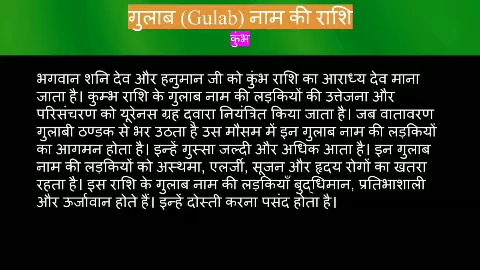 गुलाब (Gulab) नाम की राशि
कुंभ
भगवान शनि देव और हनुमान जी को कुंभ राशि का आराध्य देव माना
जाता है। कुम्भ राशि के गुलाब नाम की लड़कियों की उत्तेजना और
परिसंचरण को यूरेनस ग्रह द्वारा नियंत्रित किया जाता है। जब वातावरण
गुलाबी ठण्डक से भर उठता है उस मौसम में इन गुलाब नाम की लड़कियों
का आगमन होता है। इन्हें गुस्सा जल्दी और अधिक आता है। इन गुलाब
नाम की लड़कियों को अस्थमा, एलर्जी, सूजन और हृदय रोगों का खतरा
रहता है। इस राशि के गुलाब नाम की लड़कियाँ बुद्धिमान, प्रतिभाशाली
और ऊर्जावान होते हैं। इन्हें दोस्ती करना पसंद होता है।